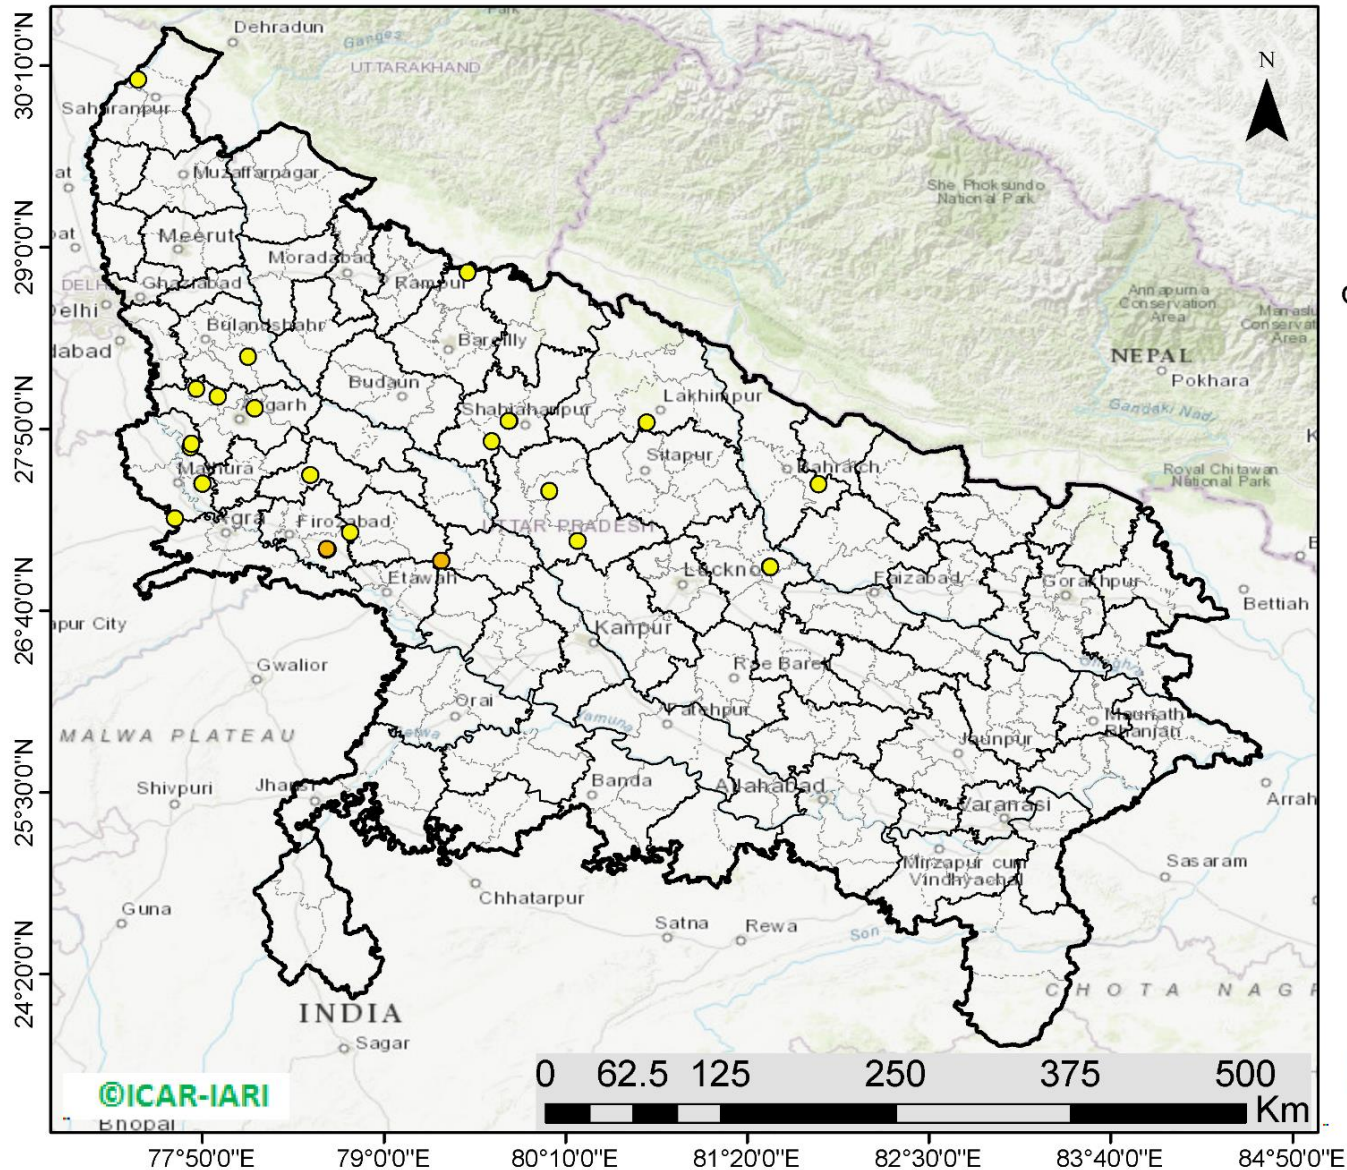 N
Dehradun
Ganges
UTTARAKHAND
Saharanpur
Muzaffarnagar
She Phoksundo
National Park
Meerut
Moradabad
Rampur
DELHI
Ghaziabad
Delhi
Annapurna
Conservation
Area
Bulandshahr
Bareilly
NEPAL
Pokhara
Budaun
Lakhimpur
Shahjahanpur
Gandaki Nadi
Sitapur
Bahraich
Royal Chitawan
National Park
Mathura
Agra
Firozabad
UTTAR PRADESH
Lucknow
Etawah
Faizabad
Gorakhpur
Bettiah
Kanpur
Gwalior
Rae Bareli
Ghaghra
Orai
Yamuna
Fatehpur
Betwa
Maunath
Bhanjan
MALWA PLATEAU
Jaunpur
Shivpuri
Jhansi
Banda
Allahabad
Arrah
Varanasi
Mirzapur cum
Vindhyachal
Sasaram
Chhatarpur
Guna
Satna
Rewa
Son
INDIA
CHOTA NAGP
Sagar
©ICAR-IARI
Bhopal
0 62.5 125 250 375 500
Km
30°10'0"N
29°0'0"N
27°50'0"N
26°40'0"N
25°30'0"N
24°20'0"N
77°50'0"E 79°0'0"E 80°10'0"E 81°20'0"E 82°30'0"E 83°40'0"E 84°50'0"E